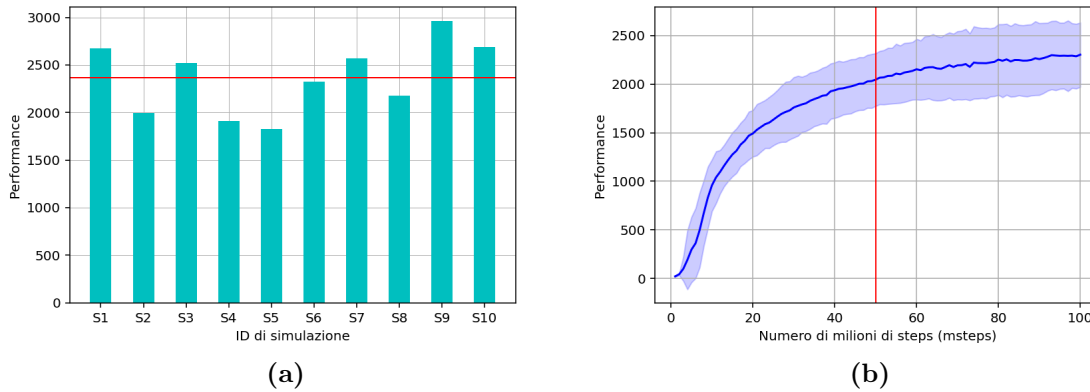 3000
2500
2000
1500
1000
500
0
Performance
S1 S2 S3 S4 S5 S6 S7 S8 S9 S10
ID di simulazione
(a)
2500
2000
1500
1000
500
0
Performance
0 20 40 60 80 100
Numero di milioni di steps (msteps)
(b)